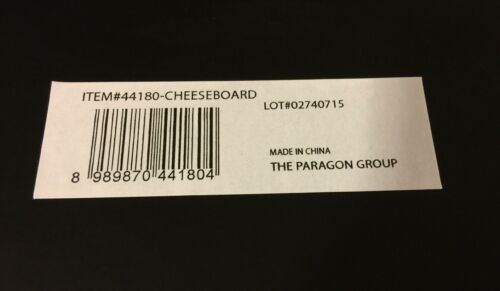 ITEM#44180-CHEESEBOARD
LOT#02740715
8 989870 441804
MADE IN CHINA
THE PARAGON GROUP